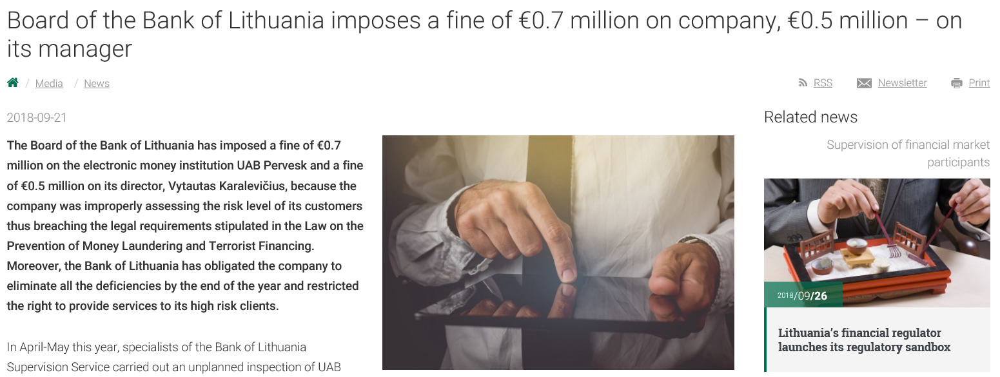 Board of the Bank of Lithuania imposes a fine of €0.7 million on company, €0.5 million – on
its manager
/ Media / News
RSS Newsletter Print
2018-09-21
The Board of the Bank of Lithuania has imposed a fine of €0.7
million on the electronic money institution UAB Pervesk and a fine
of €0.5 million on its director, Vytautas Karalevičius, because the
company was improperly assessing the risk level of its customers
thus breaching the legal requirements stipulated in the Law on the
Prevention of Money Laundering and Terrorist Financing.
Moreover, the Bank of Lithuania has obligated the company to
eliminate all the deficiencies by the end of the year and restricted
the right to provide services to its high risk clients.
In April-May this year, specialists of the Bank of Lithuania
Supervision Service carried out an unplanned inspection of UAB
Related news
Supervision of financial market
participants
2018/09/26
Lithuania's financial regulator
launches its regulatory sandbox